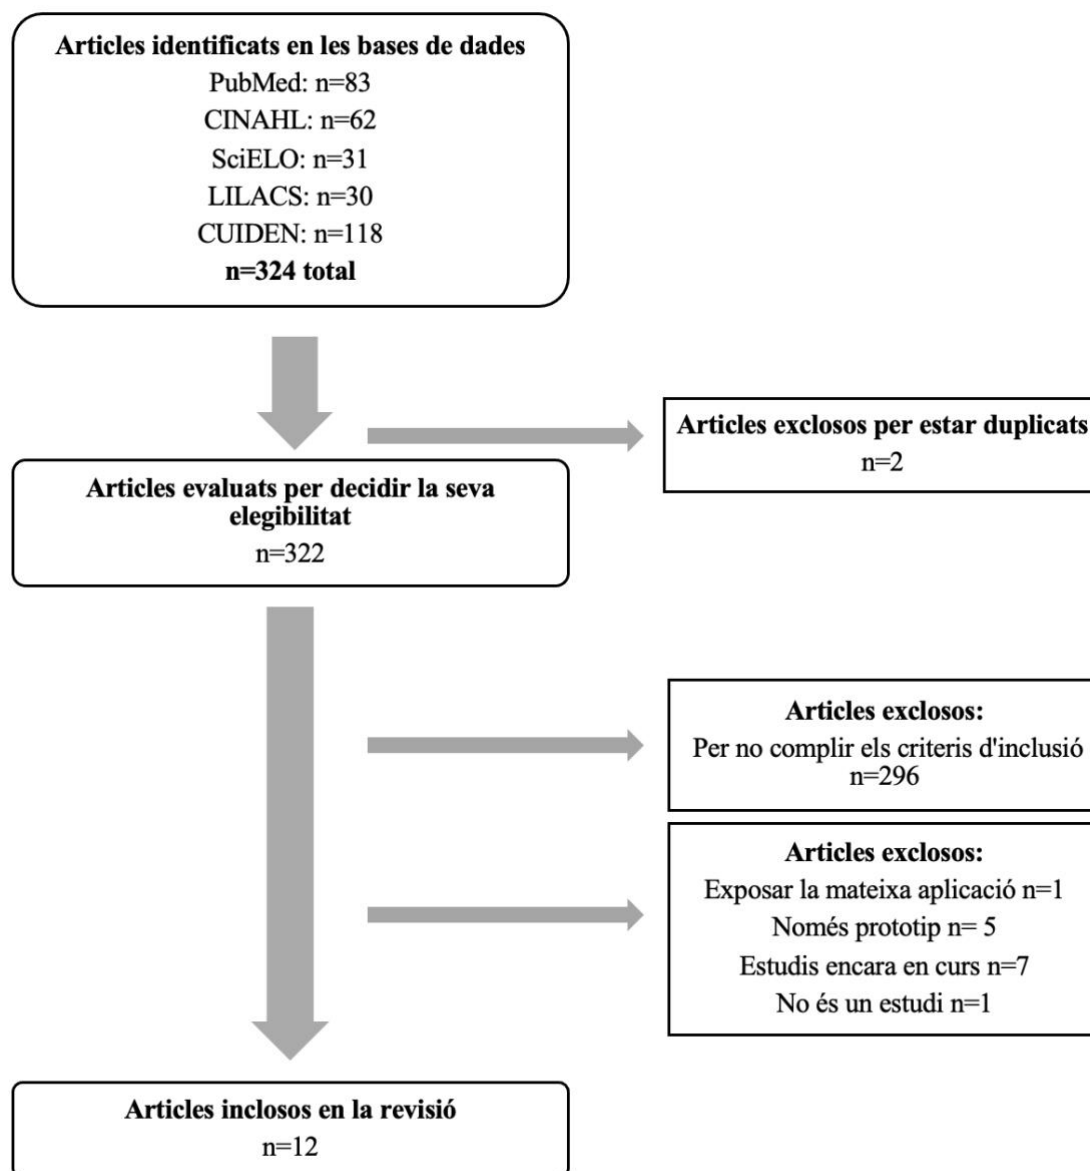 Articles identificats en les bases de dades
PubMed: n=83
CINAHL: n=62
SciELO: n=31
LILACS: n=30
CUIDEN: n=118
n=324 total
Articles exclosos per estar duplicats
n=2
Articles evaluats per decidir la seva
elegibilitat
n=322
Articles exclosos:
Per no complir els criteris d'inclusió
n=296
Articles exclosos:
Exposar la mateixa aplicació n=1
Només prototip n= 5
Estudis encara en curs n=7
No és un estudi n=1
Articles inclosos en la revisió
n=12